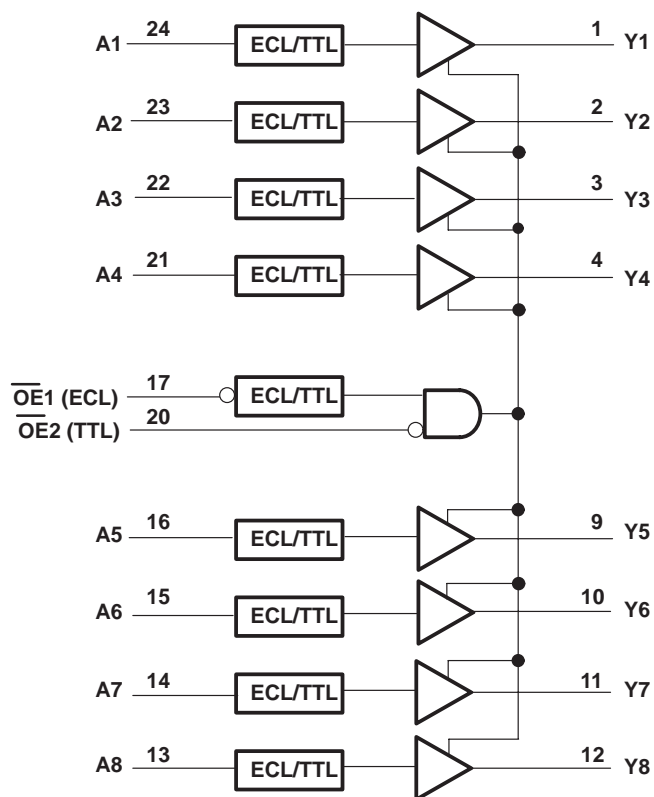 A1 24 ECL/TTL 1 Y1
A2 23 ECL/TTL 2 Y2
A3 22 ECL/TTL 3 Y3
A4 21 ECL/TTL 4 Y4
O̅E̅1 (ECL) 17 ECL/TTL
O̅E̅2 (TTL) 20
A5 16 ECL/TTL 9 Y5
A6 15 ECL/TTL 10 Y6
A7 14 ECL/TTL 11 Y7
A8 13 ECL/TTL 12 Y8